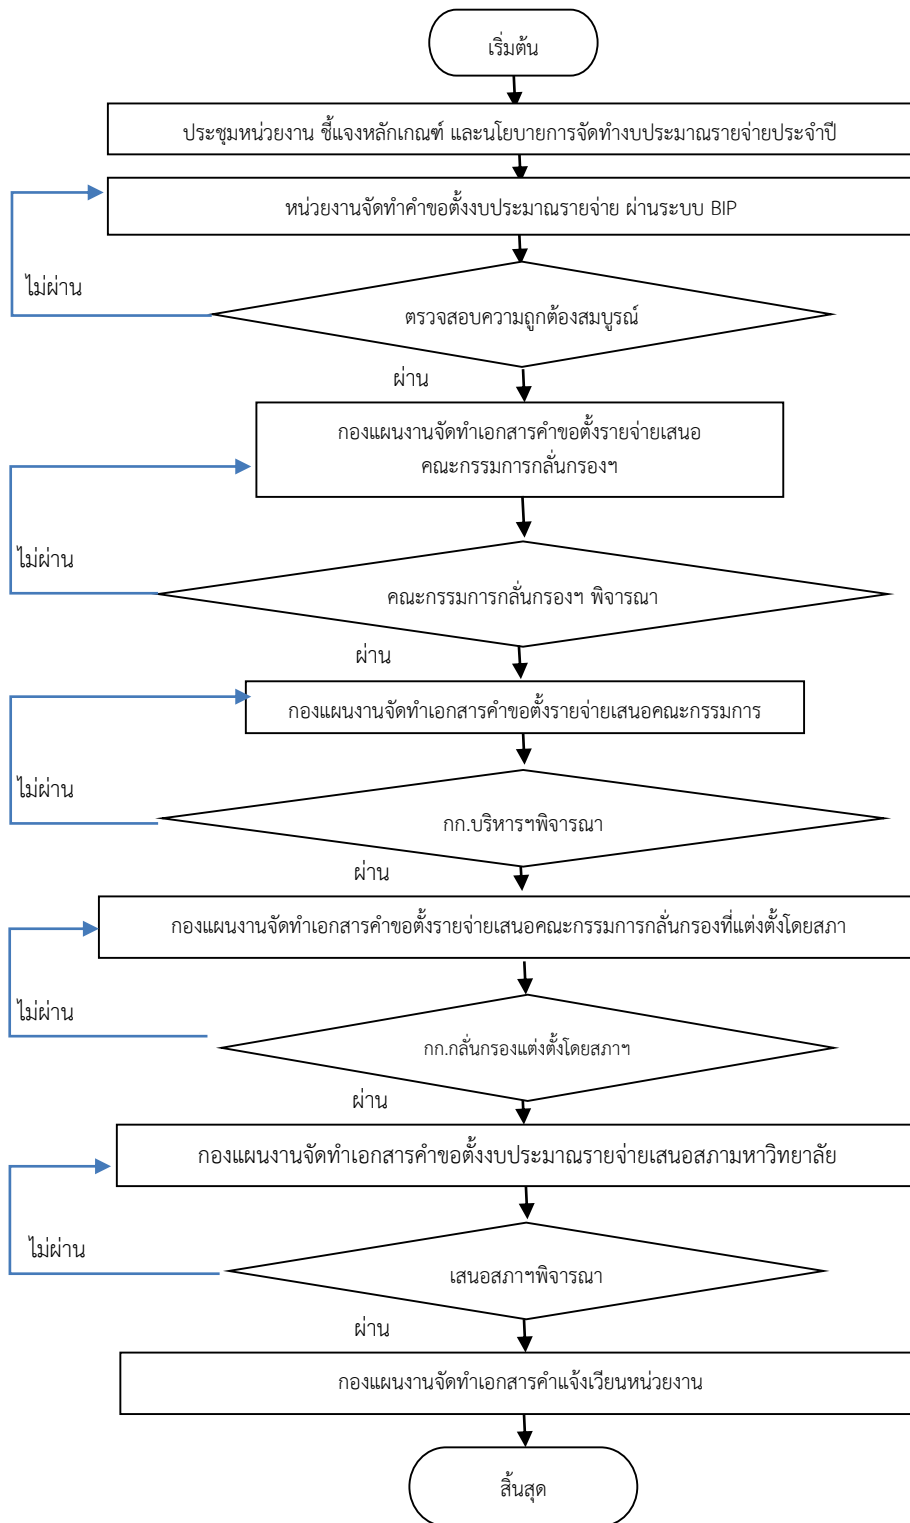 เริ่มต้น
ประชุมหน่วยงาน ชี้แจงหลักเกณฑ์ และนโยบายการจัดทำงบประมาณรายจ่ายประจำปี
หน่วยงานจัดทำคำขอตั้งงบประมาณรายจ่าย ผ่านระบบ BIP
ไม่ผ่าน
ตรวจสอบความถูกต้องสมบูรณ์
ผ่าน
กองแผนงานจัดทำเอกสารคำขอตั้งรายจ่ายเสนอ
คณะกรรมการกลั่นกรองฯ
ไม่ผ่าน
คณะกรรมการกลั่นกรองฯ พิจารณา
ผ่าน
กองแผนงานจัดทำเอกสารคำขอตั้งรายจ่ายเสนอคณะกรรมการ
ไม่ผ่าน
กก.บริหารฯพิจารณา
ผ่าน
กองแผนงานจัดทำเอกสารคำขอตั้งรายจ่ายเสนอคณะกรรมการกลั่นกรองที่แต่งตั้งโดยสภา
ไม่ผ่าน
กก.กลั่นกรองแต่งตั้งโดยสภาฯ
ผ่าน
กองแผนงานจัดทำเอกสารคำขอตั้งงบประมาณรายจ่ายเสนอสภามหาวิทยาลัย
ไม่ผ่าน
เสนอสภาฯพิจารณา
ผ่าน
กองแผนงานจัดทำเอกสารคำแจ้งเวียนหน่วยงาน
สิ้นสุด